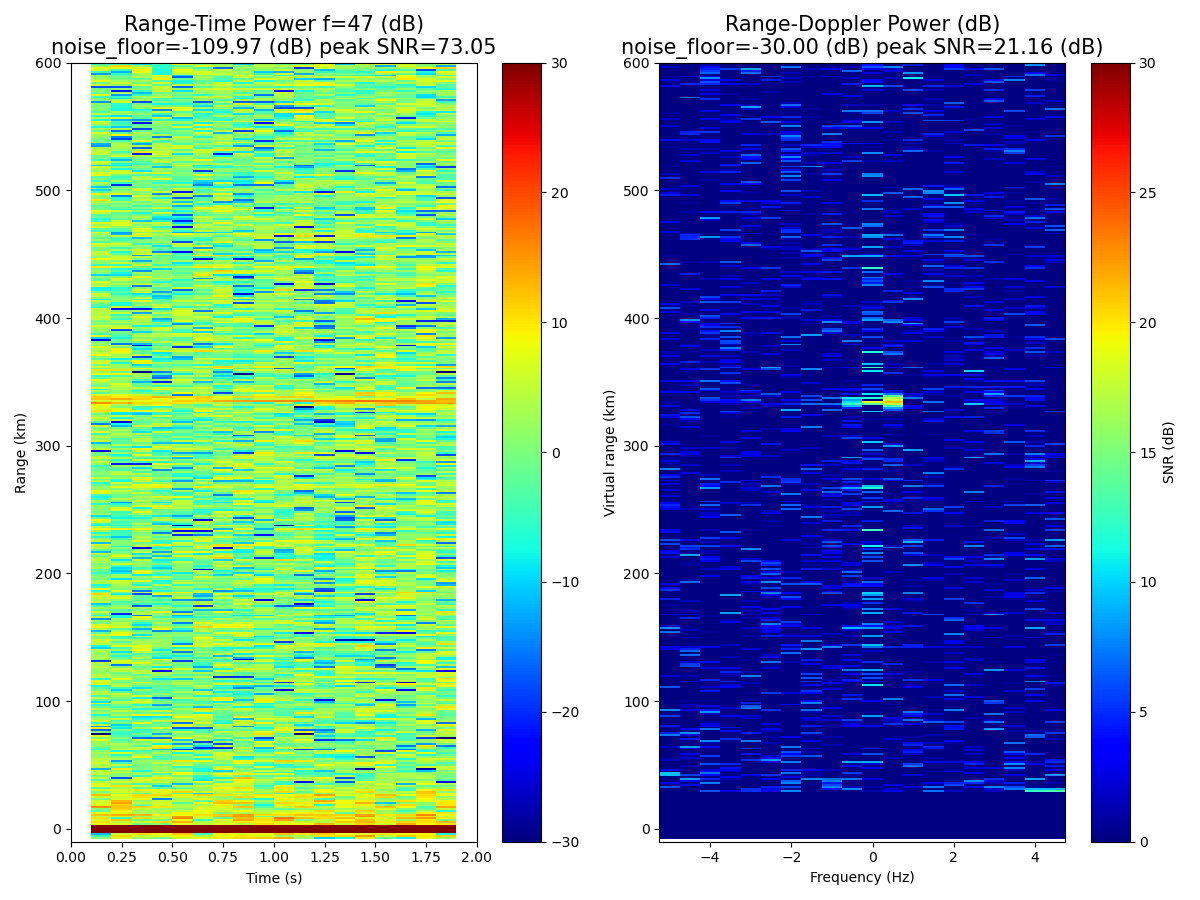 Range-Time Power f=47 (dB)
noise_floor=-109.97 (dB) peak SNR=73.05
600
500
400
300
200
100
0
Range (km)
0.00 0.25 0.50 0.75 1.00 1.25 1.50 1.75 2.00
Time (s)
30
20
10
0
−10
−20
−30
Range-Doppler Power (dB)
noise_floor=-30.00 (dB) peak SNR=21.16 (dB)
600
500
400
300
200
100
0
Virtual range (km)
−4 −2 0 2 4
Frequency (Hz)
30
25
20
15
10
5
0
SNR (dB)